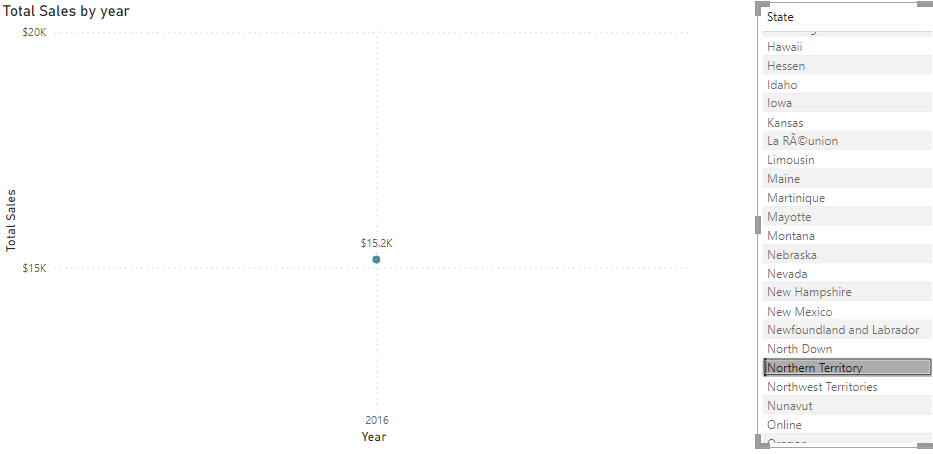 Total Sales by year
$20K
Total Sales
$15.2K
$15K
2016
Year
State
Hawaii
Hessen
Idaho
Iowa
Kansas
La RÃ©union
Limousin
Maine
Martinique
Mayotte
Montana
Nebraska
Nevada
New Hampshire
New Mexico
Newfoundland and Labrador
North Down
Northern Territory
Northwest Territories
Nunavut
Online